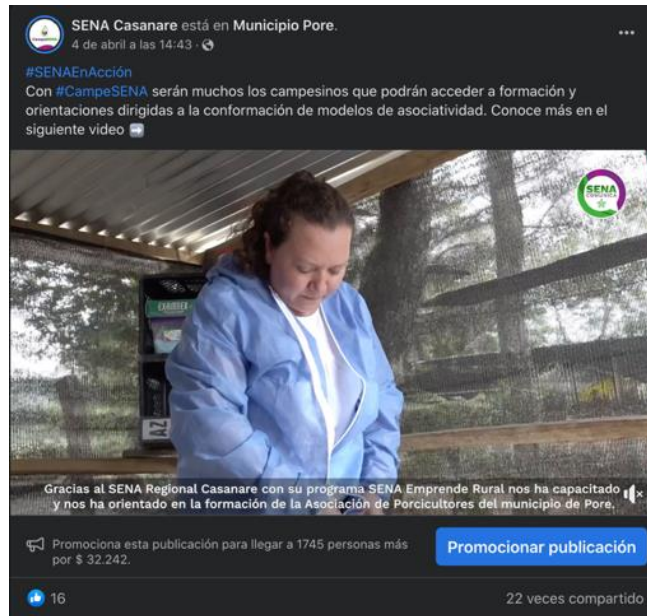 SENA Casanare está en Municipio Pore.
4 de abril a las 14:43 ·
#SENAEnAcción
Con #CampeSENA serán muchos los campesinos que podrán acceder a formación y
orientaciones dirigidas a la conformación de modelos de asociatividad. Conoce más en el
siguiente video
SENA
COMUNICA
AZ
Gracias al SENA Regional Casanare con su programa SENA Emprende Rural nos ha capacitado
y nos ha orientado en la formación de la Asociación de Porcicultores del municipio de Pore.
Promociona esta publicación para llegar a 1745 personas más
por $ 32.242.
Promocionar publicación
16
22 veces compartido